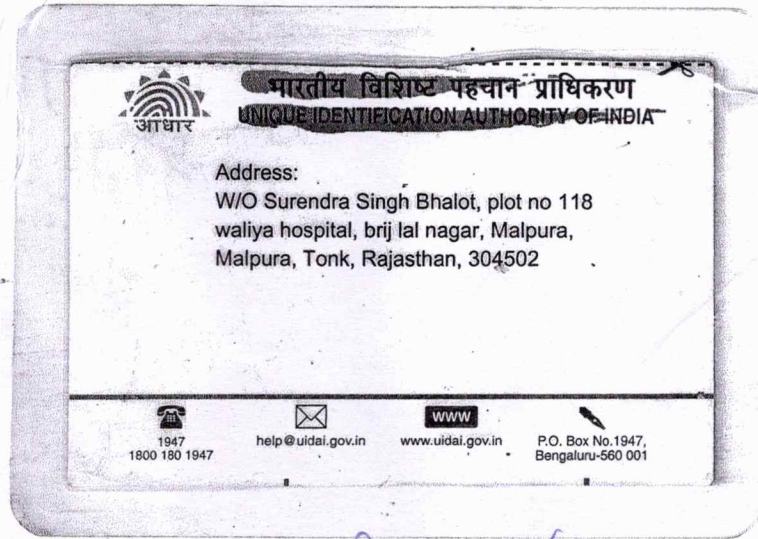 भारतीय विशिष्ट पहचान प्राधिकरण
आधार
UNIQUE IDENTIFICATION AUTHORITY OF INDIA
Address:
W/O Surendra Singh Bhalot, plot no 118
waliya hospital, brij lal nagar, Malpura,
Malpura, Tonk, Rajasthan, 304502
1947
1800 180 1947
help@uidai.gov.in
WWW
www.uidai.gov.in
P.O. Box No.1947,
Bengaluru-560 001